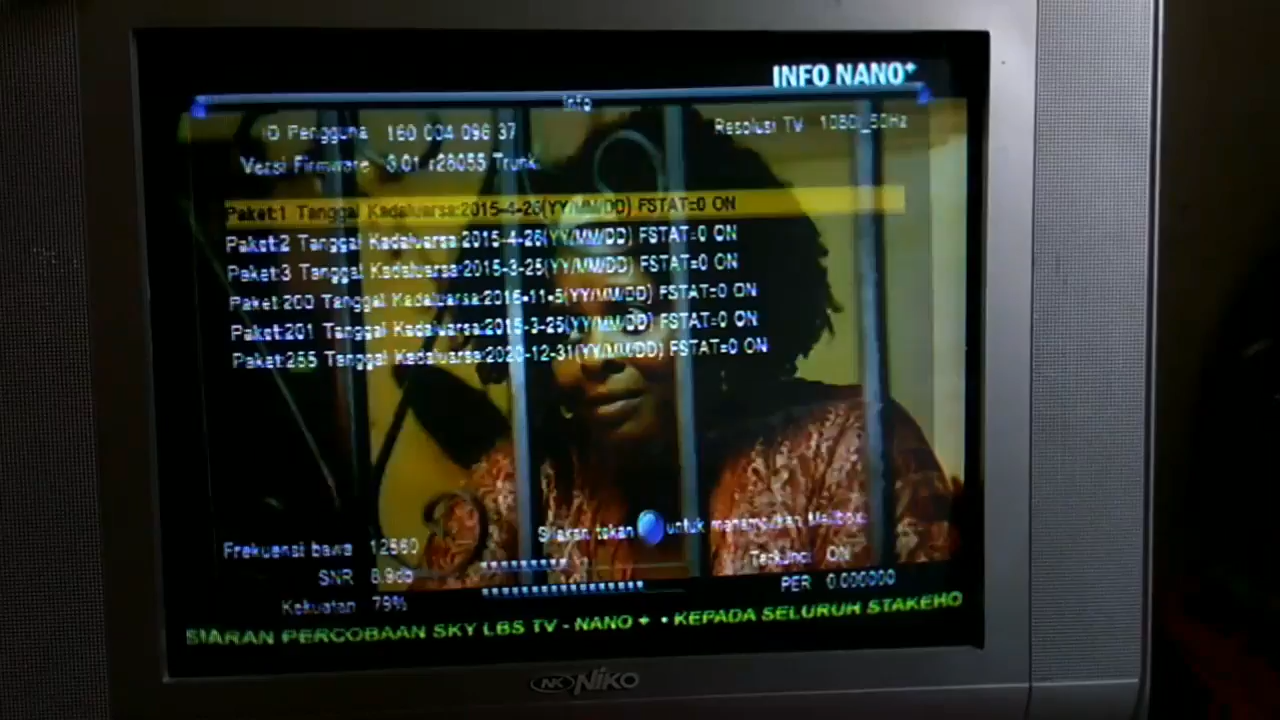 INFO NANO+
Info
ID Pengguna 160 004 096 37
Resolusi TV 1080_50Hz
Versi Firmware 3.01 r26055 Trunk
Paket:1 Tanggal Kadaluarsa:2015-4-26(YY/MM/DD) FSTAT=0 ON
Paket:2 Tanggal Kadaluarsa:2015-4-26(YY/MM/DD) FSTAT=0 ON
Paket:3 Tanggal Kadaluarsa:2015-3-25(YY/MM/DD) FSTAT=0 ON
Paket:200 Tanggal Kadaluarsa:2016-11-5(YY/MM/DD) FSTAT=0 ON
Paket:201 Tanggal Kadaluarsa:2015-3-25(YY/MM/DD) FSTAT=0 ON
Paket:255 Tanggal Kadaluarsa:2020-12-31(YY/MM/DD) FSTAT=0 ON
Silakan tekan untuk menampilkan Mailbox
Frekuensi bawa 12560
Terkunci ON
SNR 8.9db
PER 0.000000
Kekuatan 79%
SIARAN PERCOBAAN SKY LBS TV - NANO + • KEPADA SELURUH STAKEHO
NK NIKO